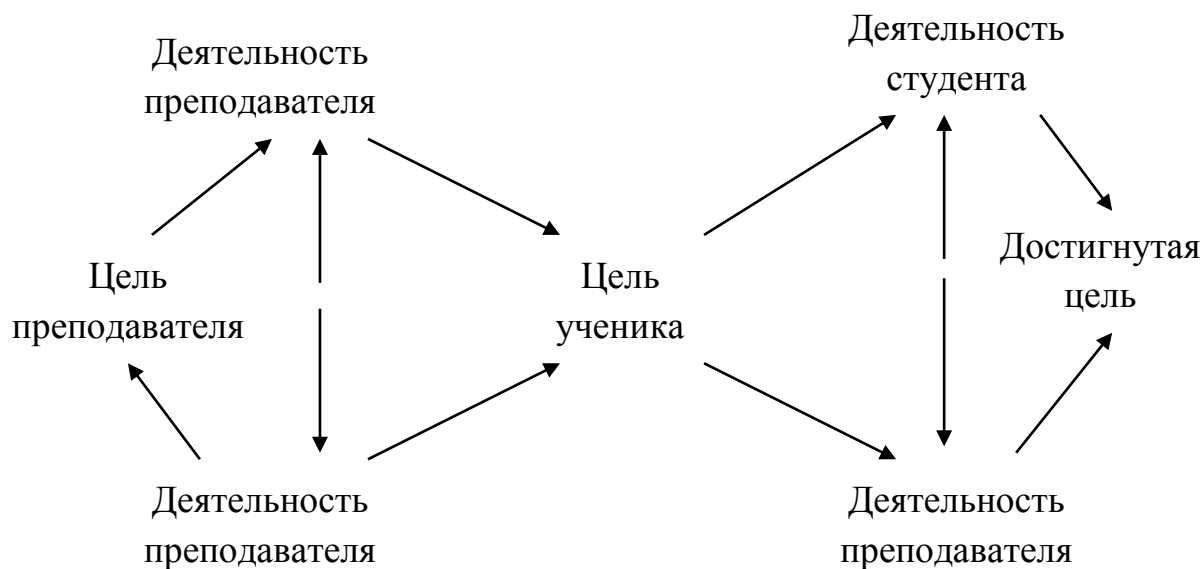 Деятельность
преподавателя
Деятельность
студента
Цель
преподавателя
Цель
ученика
Достигнутая
цель
Деятельность
преподавателя
Деятельность
преподавателя